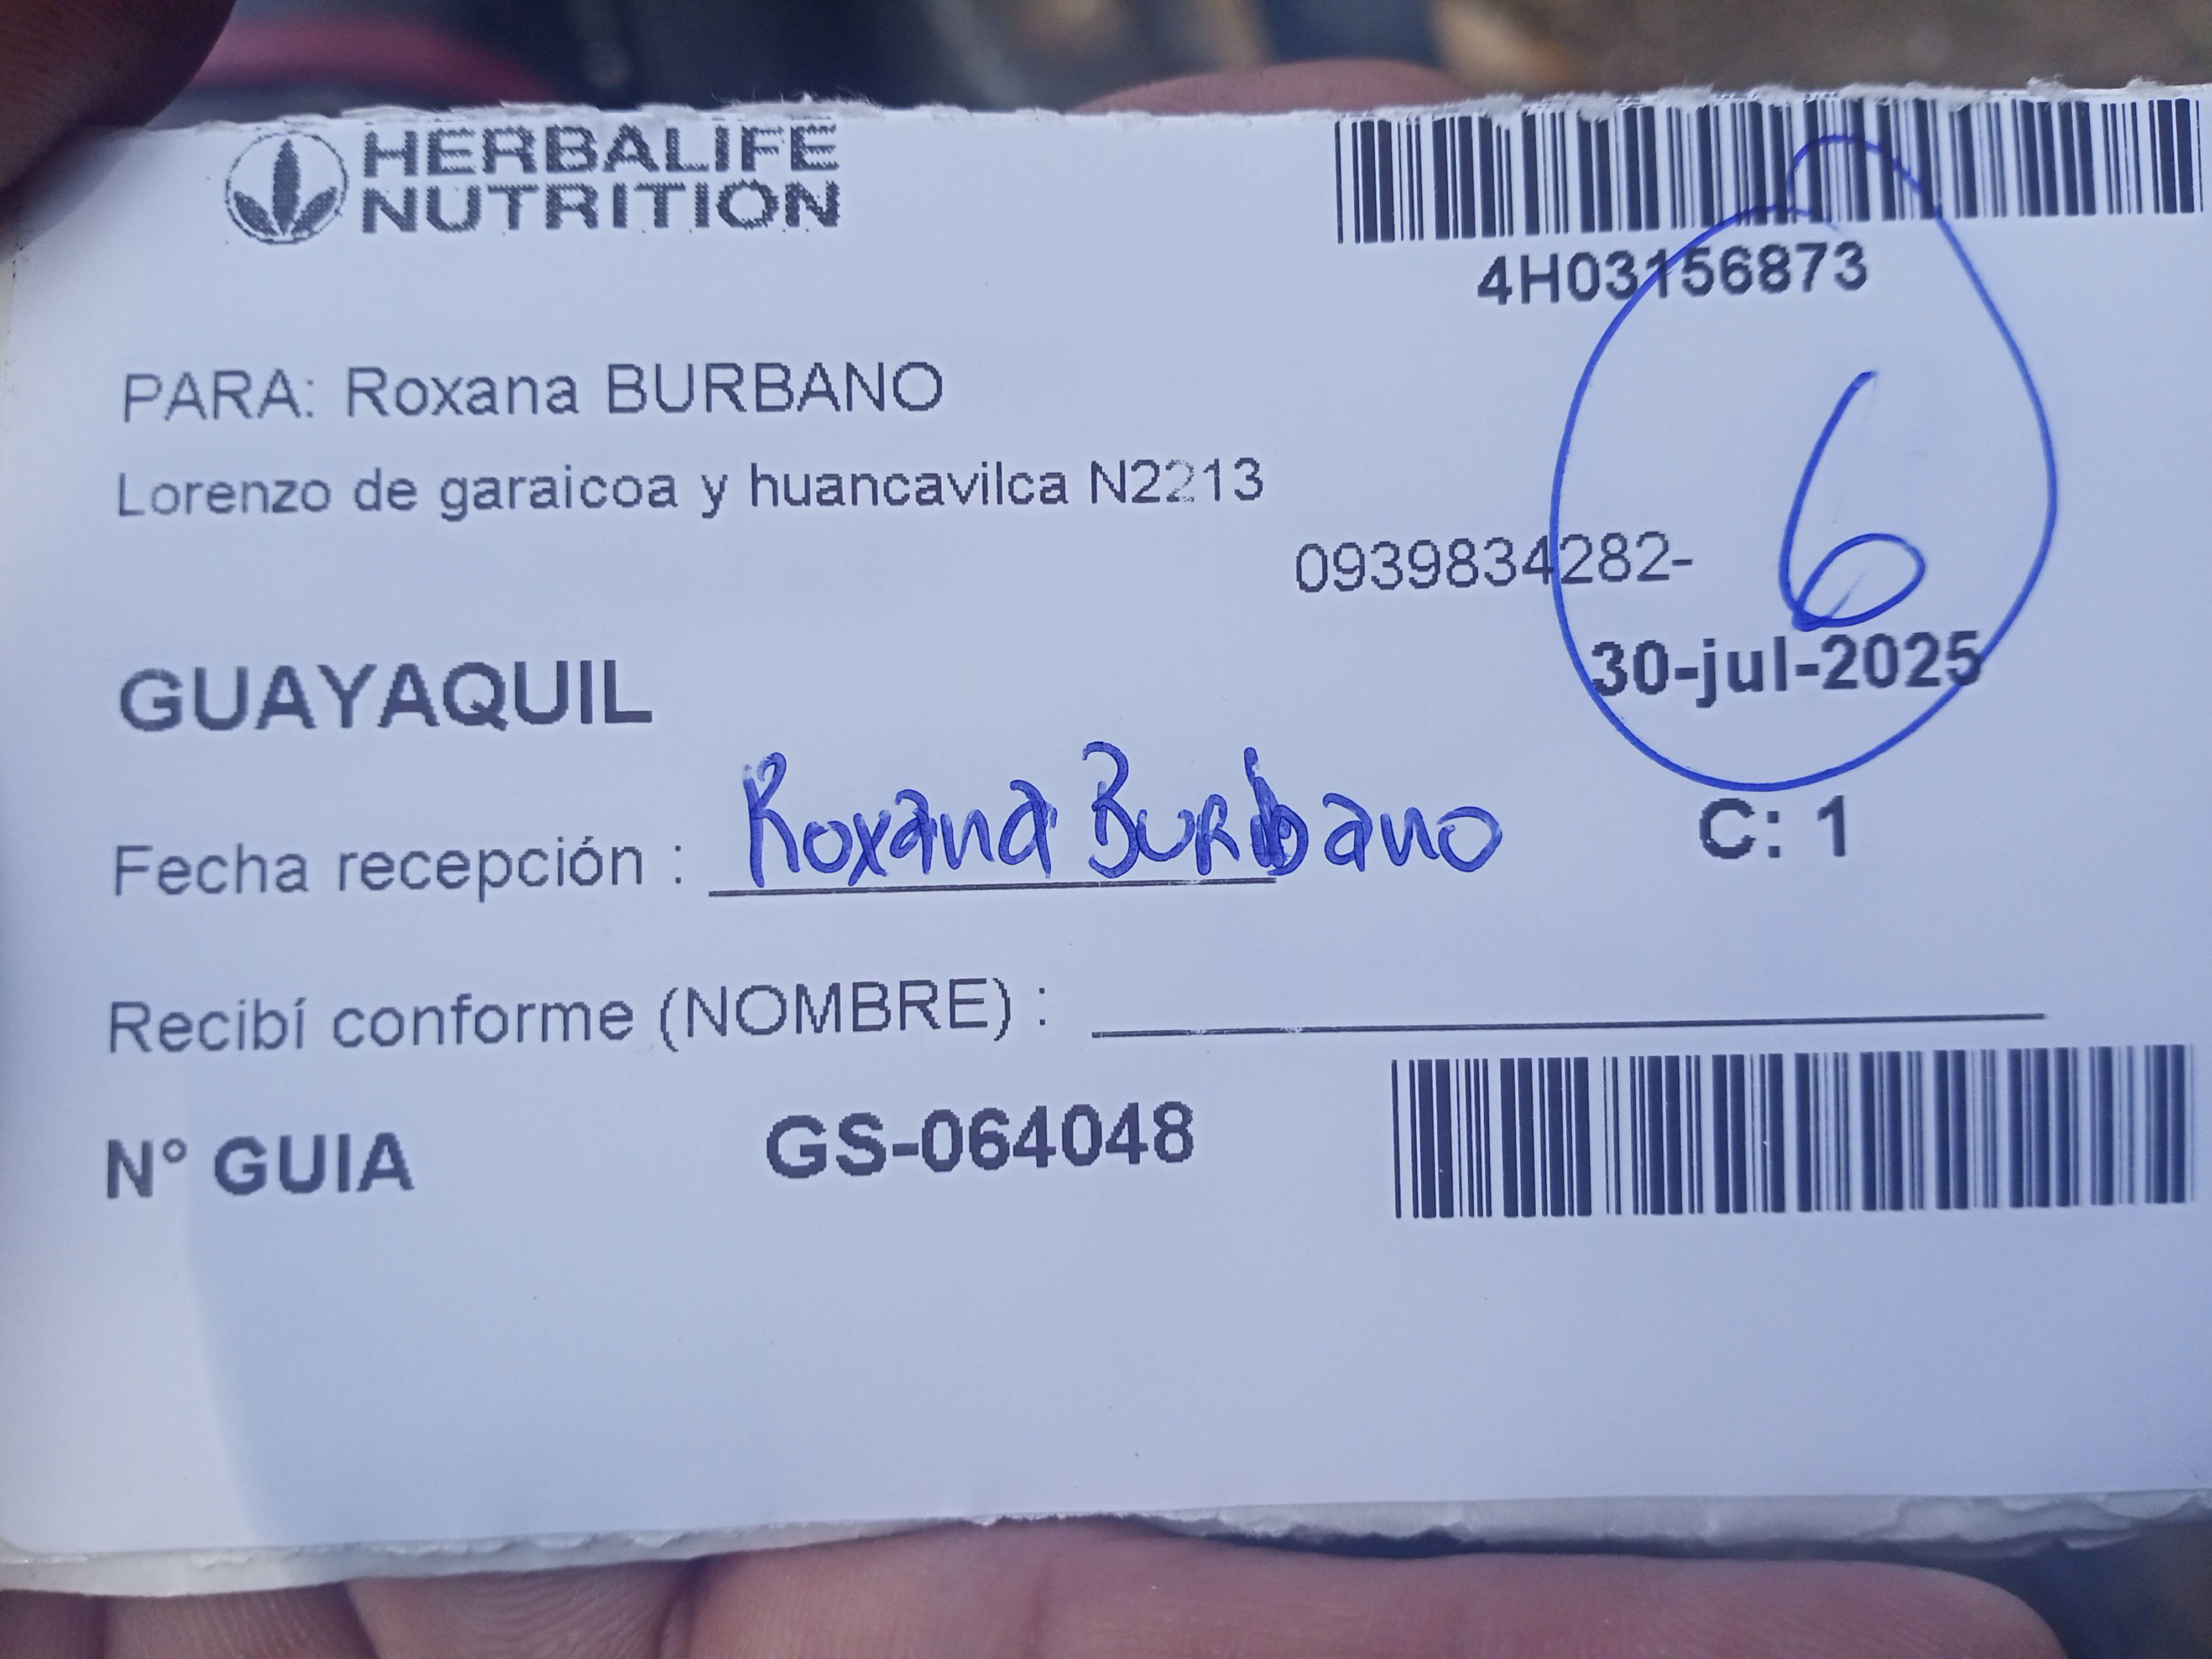 HERBALIFE
NUTRITION
4H03156873
PARA: Roxana BURBANO
Lorenzo de garaicoa y huancavilca N2213
0939834282-
6
30-jul-2025
GUAYAQUIL
Fecha recepción : Roxana Burbano
C: 1
Recibí conforme (NOMBRE) :
N° GUIA GS-064048